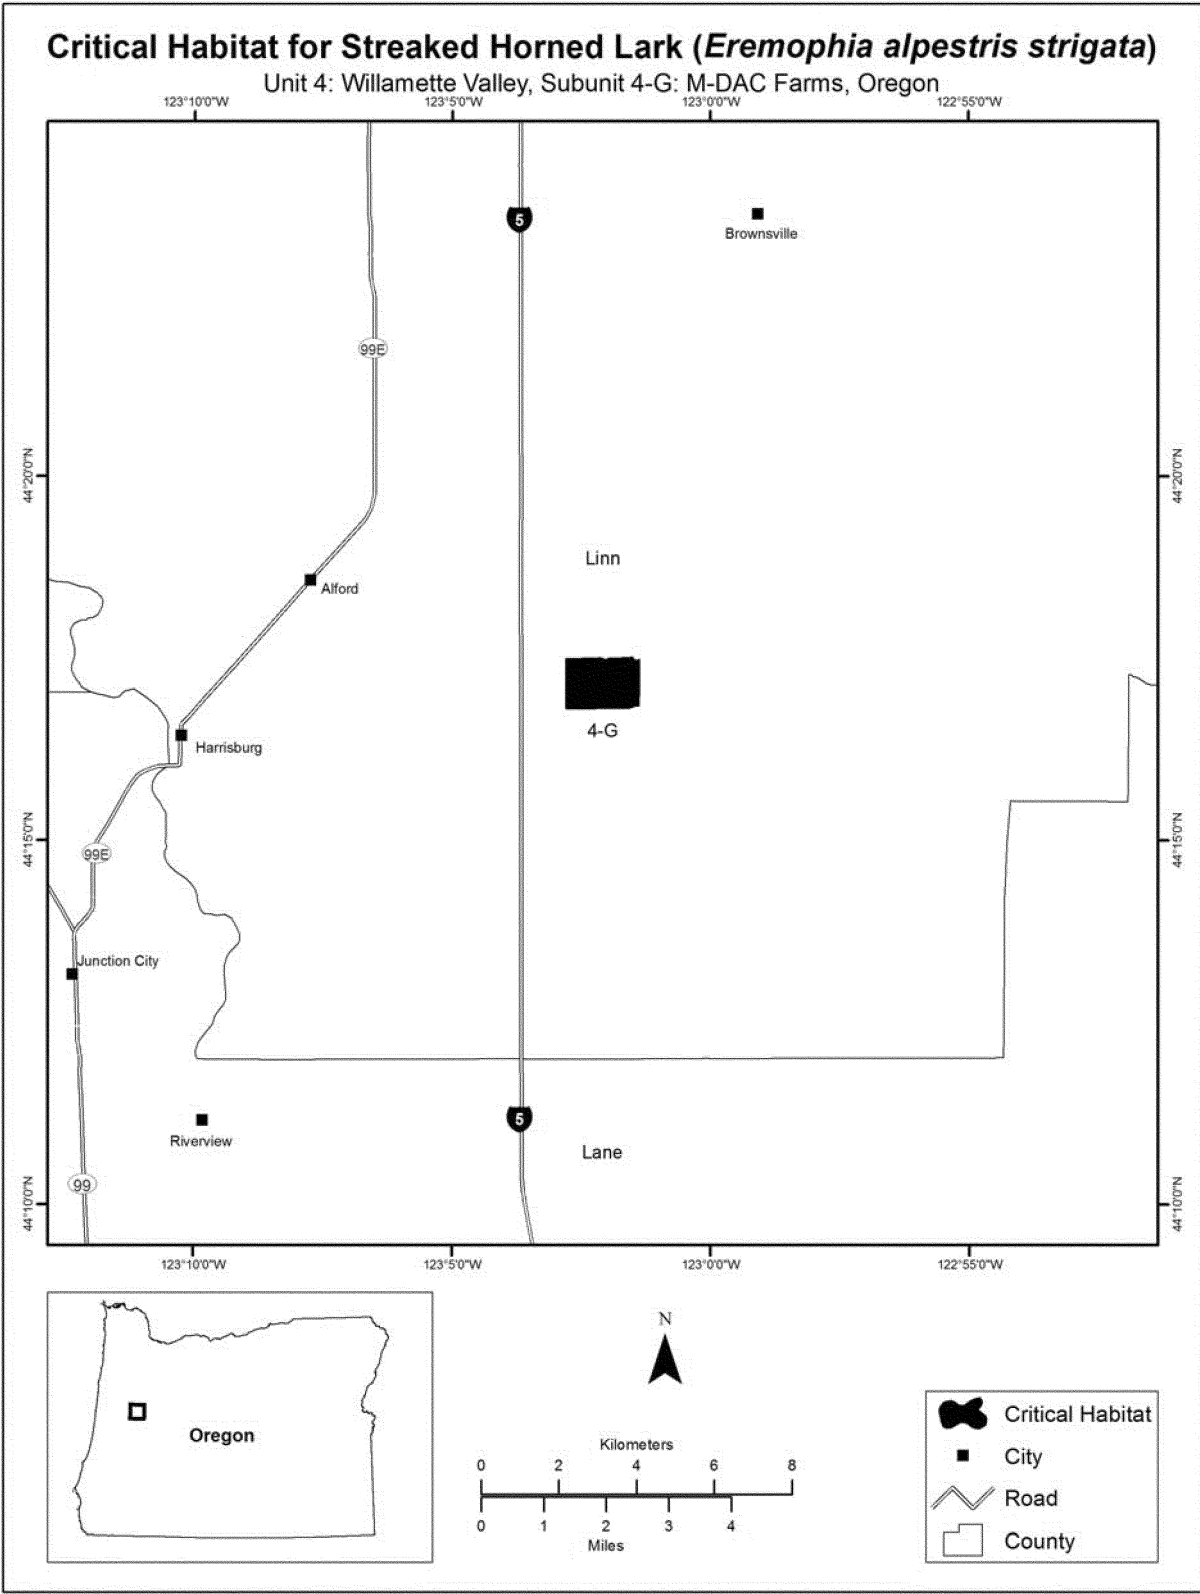 Critical Habitat for Streaked Horned Lark (Eremophia alpestris strigata)
Unit 4: Willamette Valley, Subunit 4-G: M-DAC Farms, Oregon
123°10'0"W 123°5'0"W 123°0'0"W 122°55'0"W
5
Brownsville
99E
44°20'0"N 44°20'0"N
Linn
Alford
4-G
Harrisburg
44°15'0"N 44°15'0"N
99E
Junction City
5
Riverview
Lane
99
44°10'0"N 44°10'0"N
123°10'0"W 123°5'0"W 123°0'0"W 122°55'0"W
Oregon
N
Kilometers
0 2 4 6 8
0 1 2 3 4
Miles
Critical Habitat
City
Road
County